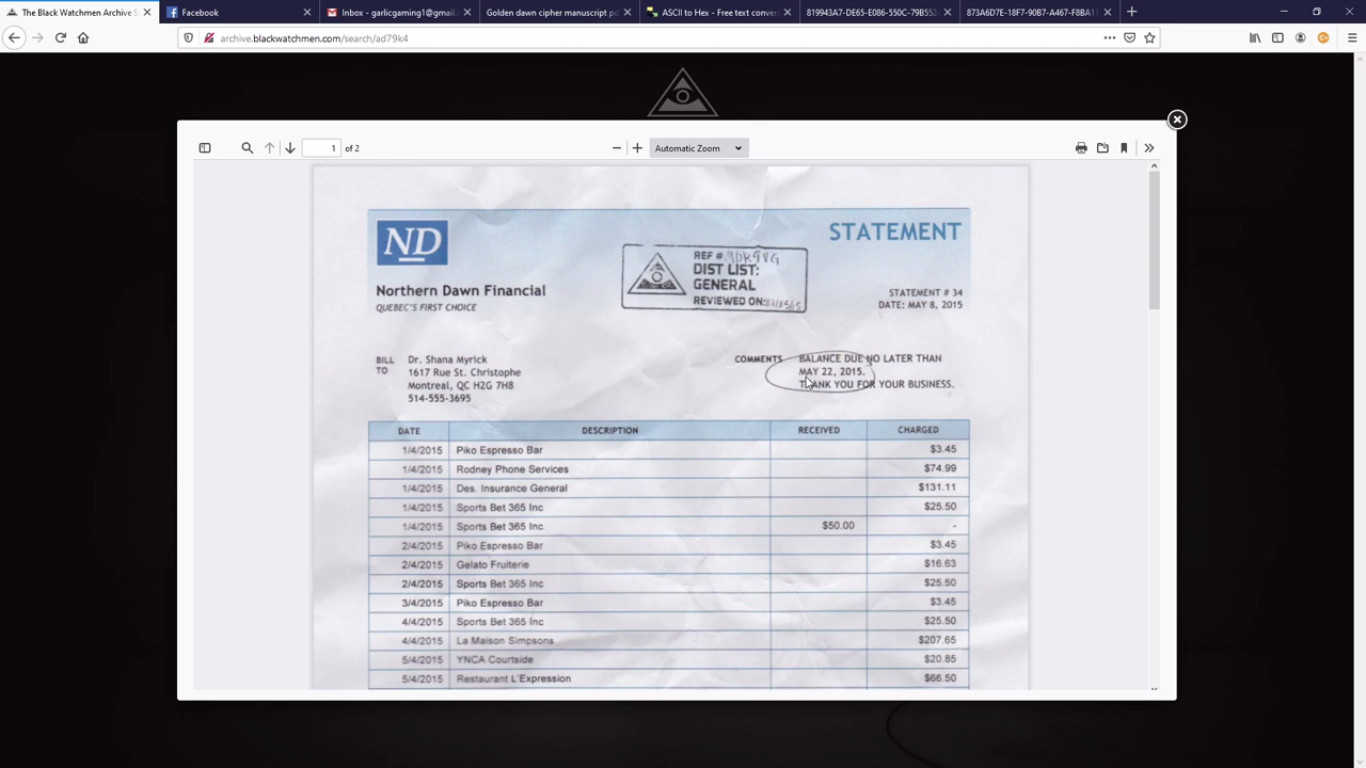 The Black Watchmen Archive S
Facebook
Inbox - garlicgaming1@gmail.
Golden dawn cipher manuscript pd
ASCII to Hex - Free text conver
819943A7-DE65-E086-550C-79B552
873A6D7E-18F7-90B7-A467-F8BA1
archive.blackwatchmen.com/search/ad79k4
1 of 2
Automatic Zoom
ND
STATEMENT
REF #
DIST LIST:
GENERAL
REVIEWED ON:
Northern Dawn Financial
QUEBEC'S FIRST CHOICE
STATEMENT # 34
DATE: MAY 8, 2015
BILL TO
Dr. Shana Myrick
1617 Rue St. Christophe
Montreal, QC H2G 7H8
514-555-3695
COMMENTS
BALANCE DUE NO LATER THAN
MAY 22, 2015.
THANK YOU FOR YOUR BUSINESS.
DATE DESCRIPTION RECEIVED CHARGED
1/4/2015 Piko Espresso Bar $3.45
1/4/2015 Rodney Phone Services $74.99
1/4/2015 Des. Insurance General $131.11
1/4/2015 Sports Bet 365 Inc $25.50
1/4/2015 Sports Bet 365 Inc $50.00 -
2/4/2015 Piko Espresso Bar $3.45
2/4/2015 Gelato Fruiterie $16.63
2/4/2015 Sports Bet 365 Inc $25.50
3/4/2015 Piko Espresso Bar $3.45
4/4/2015 Sports Bet 365 Inc $25.50
4/4/2015 La Maison Simpsons $207.65
5/4/2015 YNCA Courtside $20.85
5/4/2015 Restaurant L'Expression $66.50